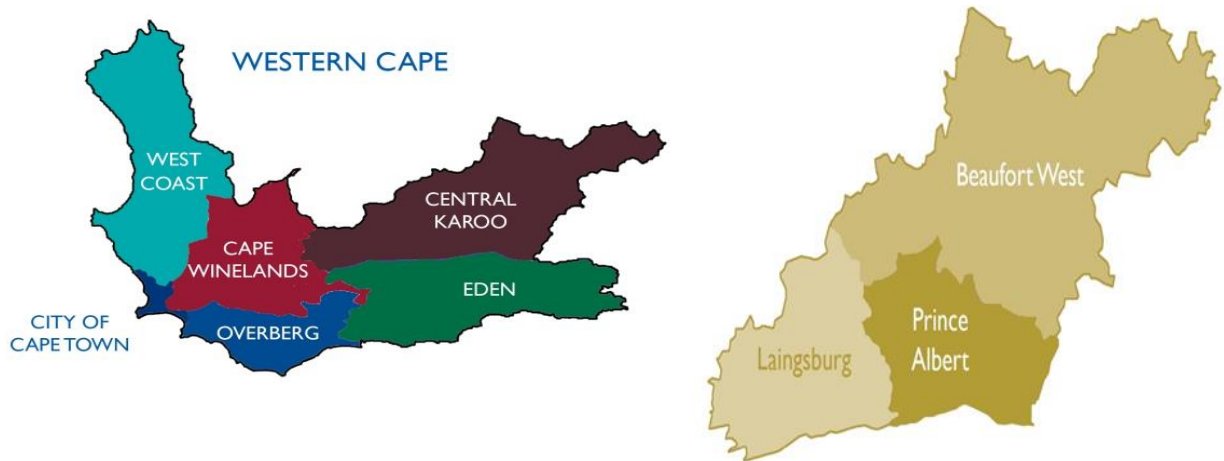 WESTERN CAPE
WEST
COAST
CENTRAL
KAROO
CAPE
WINELANDS
EDEN
CITY OF
CAPE TOWN
OVERBERG
Beaufort West
Prince
Albert
Laingsburg